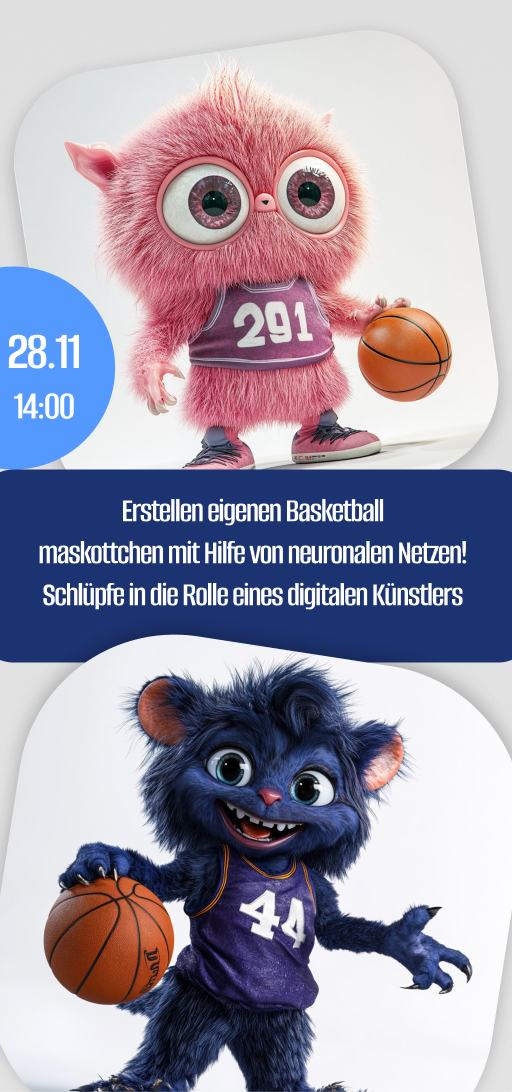 291
28.11
14:00
Erstellen eigenen Basketball
maskottchen mit Hilfe von neuronalen Netzen!
Schlüpfe in die Rolle eines digitalen Künstlers
44